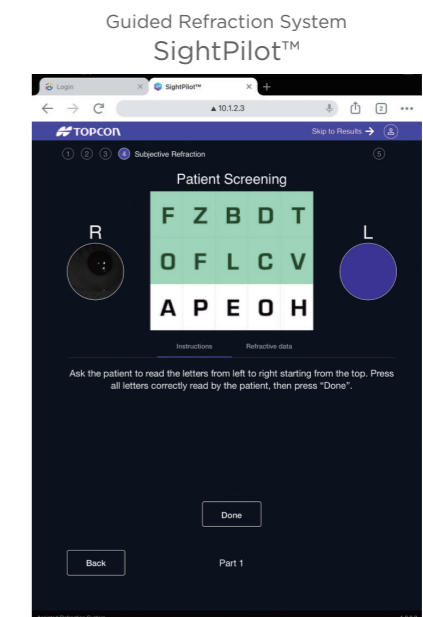 Guided Refraction System
SightPilot™
Login × SightPilot™ × +
10.1.2.3 2
TOPCON Skip to Results →
1 2 3 4 Subjective Refraction 5
Patient Screening
R L
F Z B D T
O F L C V
A P E O H
Instructions Refractive data
Ask the patient to read the letters from left to right starting from the top. Press
all letters correctly read by the patient, then press “Done”.
Done
Back Part 1